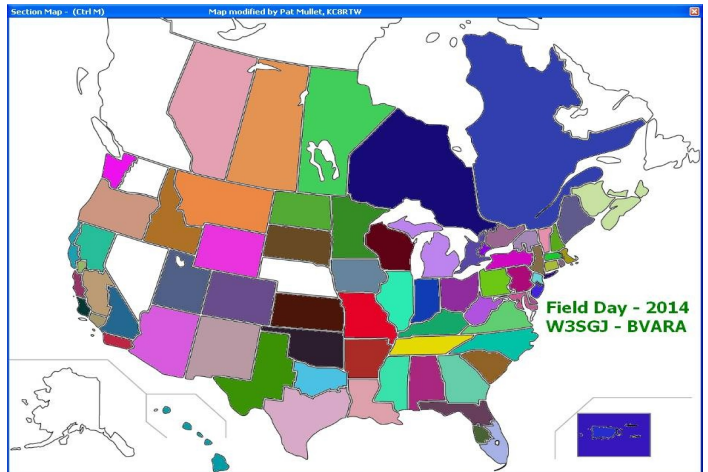 Section Map - (Ctrl M) Map modified by Pat Mullet, KC8RTW
Field Day - 2014
W3SGJ - BVARA